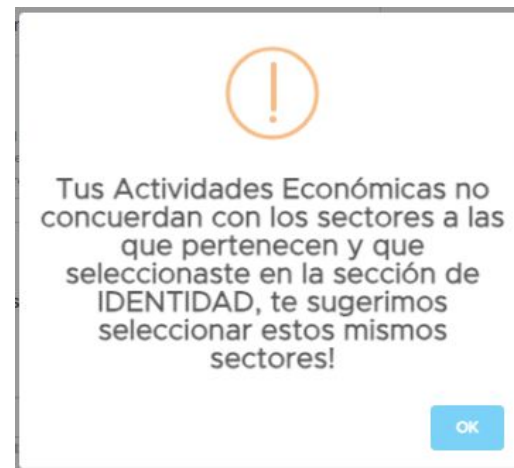 Tus Actividades Económicas no
concuerdan con los sectores a las
que pertenecen y que
seleccionaste en la sección de
IDENTIDAD, te sugerimos
seleccionar estos mismos
sectores!
OK